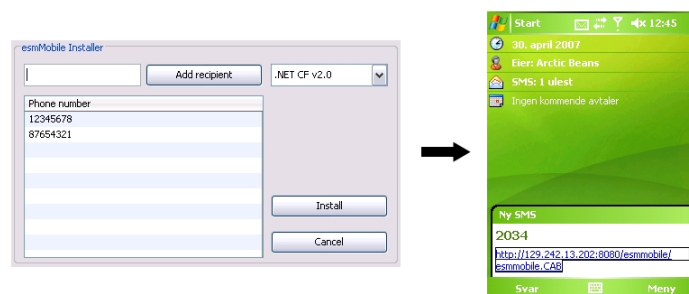 esmMobile Installer
Add recipient
.NET CF v2.0
Phone number
12345678
87654321
Install
Cancel
Start 12:45
30. april 2007
Eier: Arctic Beans
SMS: 1 ulest
Ingen kommende avtaler
Ny SMS
2034
http://129.242.13.202:8080/esmmobile/
esmmobile.CAB
Svar Meny